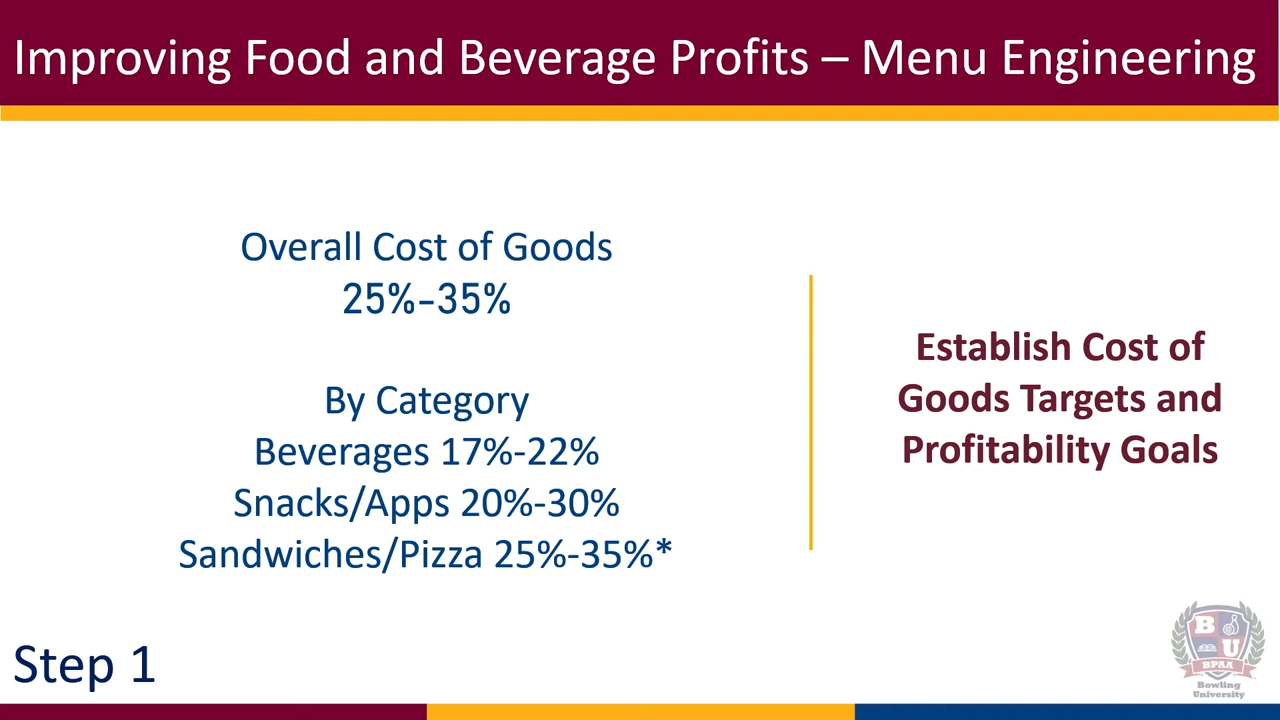 Improving Food and Beverage Profits – Menu Engineering
Overall Cost of Goods
25%-35%
By Category
Beverages 17%-22%
Snacks/Apps 20%-30%
Sandwiches/Pizza 25%-35%*
Establish Cost of
Goods Targets and
Profitability Goals
Step 1
B
U
BPAA
Bowling
University